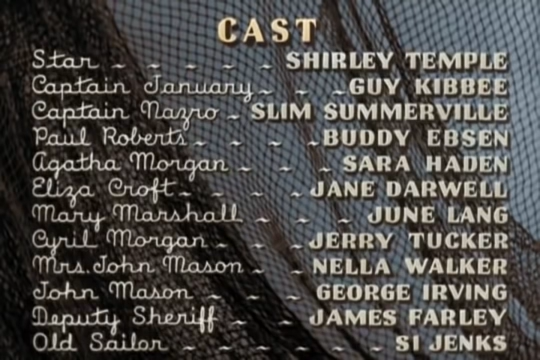 CAST
Star ~ ~ ~ ~ ~ SHIRLEY TEMPLE
Captain January ~ ~ ~ GUY KIBBEE
Captain Nazro ~ SLIM SUMMERVILLE
Paul Roberts ~ ~ ~ ~ BUDDY EBSEN
Agatha Morgan ~ ~ ~ SARA HADEN
Eliza Croft ~ ~ ~ ~ JANE DARWELL
Mary Marshall ~ ~ ~ JUNE LANG
Cyril Morgan ~ ~ ~ JERRY TUCKER
Mrs. John Mason ~ ~ NELLA WALKER
John Mason ~ ~ ~ GEORGE IRVING
Deputy Sheriff ~ ~ ~ JAMES FARLEY
Old Sailor ~ ~ ~ ~ ~ SI JENKS